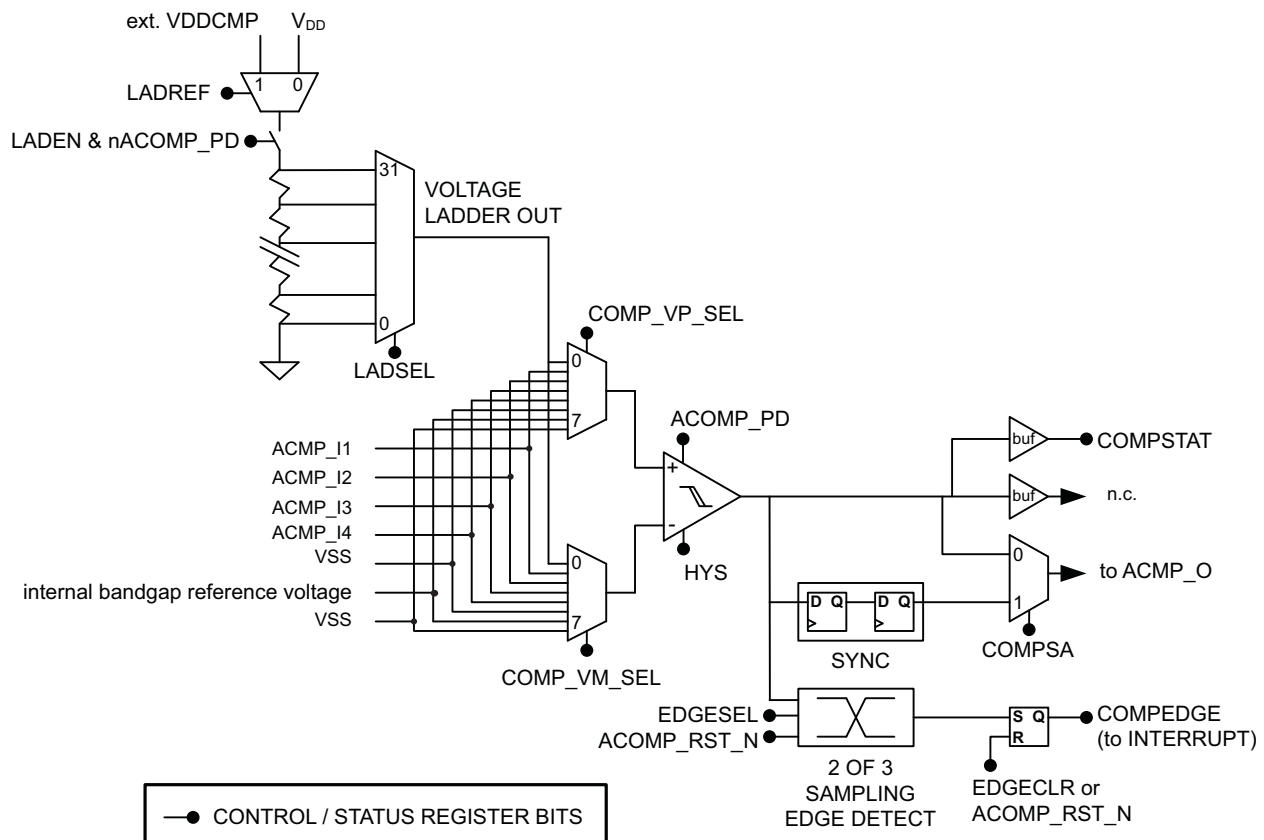 ext. VDDCMP
VDD
1
0
LADREF
LADEN & nACOMP_PD
31
VOLTAGE
LADDER OUT
0
LADSEL
COMP_VP_SEL
0
7
ACOMP_PD
+
-
HYS
ACMP_I1
ACMP_I2
ACMP_I3
ACMP_I4
VSS
internal bandgap reference voltage
VSS
0
7
COMP_VM_SEL
buf
COMPSTAT
buf
n.c.
0
1
to ACMP_O
COMPSA
D Q
D Q
SYNC
EDGESEL
ACOMP_RST_N
2 OF 3
SAMPLING
EDGE DETECT
S Q
R
COMPEDGE
(to INTERRUPT)
EDGECLR or
ACOMP_RST_N
CONTROL / STATUS REGISTER BITS